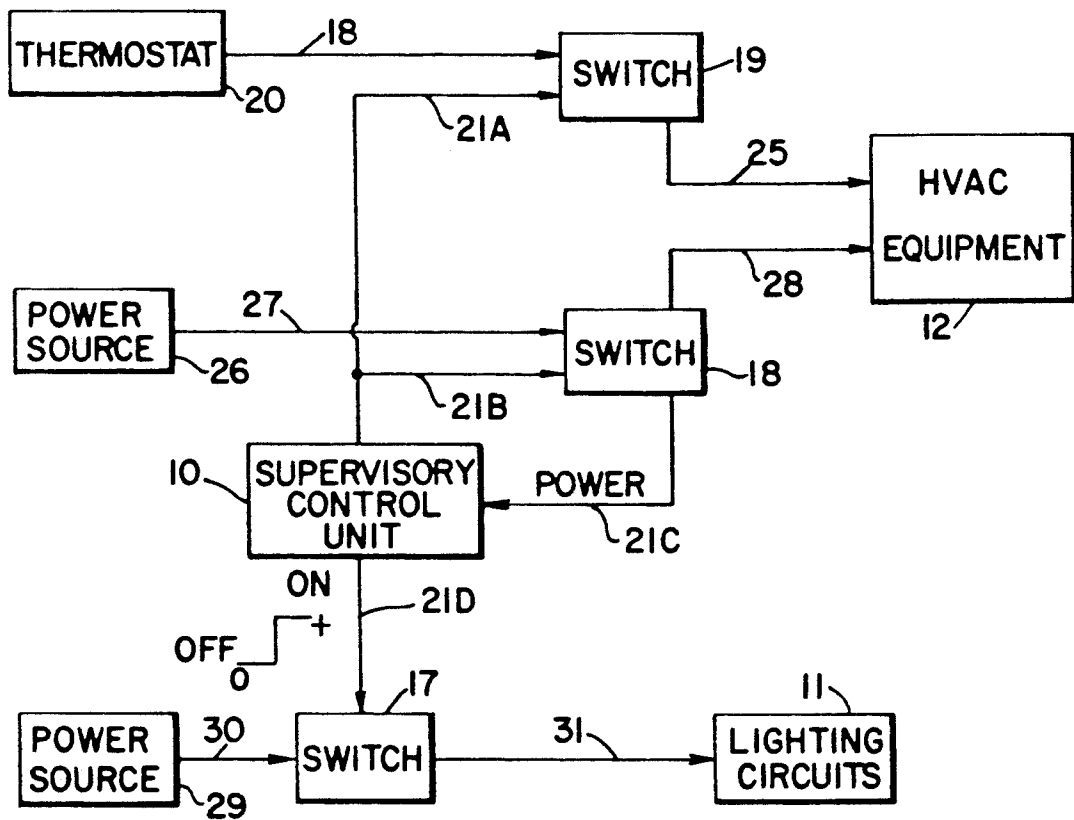 THERMOSTAT
20
18
21A
SWITCH
19
25
HVAC
EQUIPMENT
12
28
POWER
SOURCE
26
27
21B
SWITCH
18
10
SUPERVISORY
CONTROL
UNIT
POWER
21C
ON
OFF
0
+
21D
POWER
SOURCE
29
30
17
SWITCH
31
11
LIGHTING
CIRCUITS